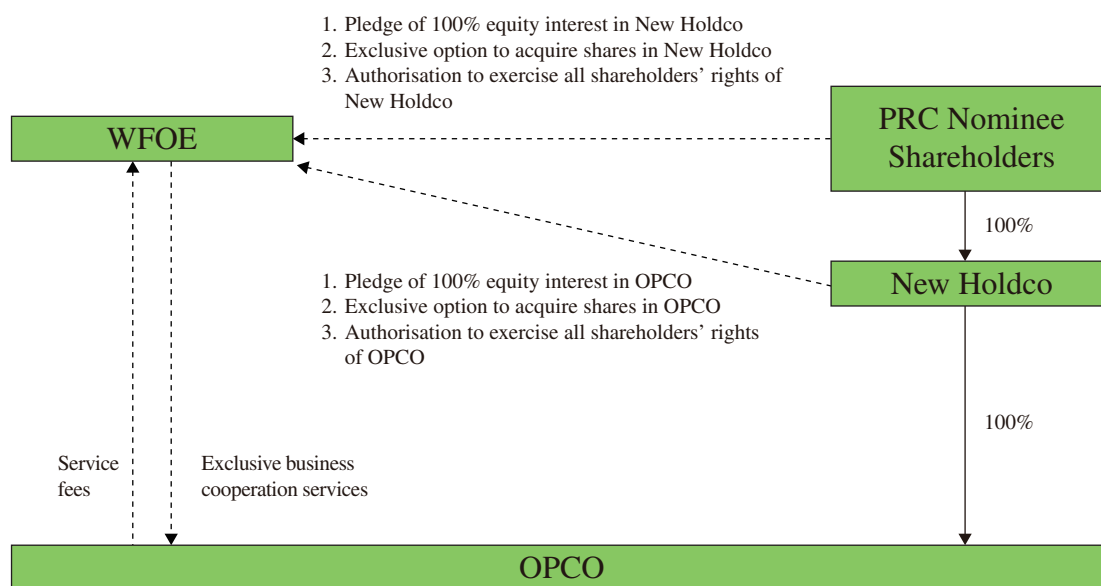 1. Pledge of 100% equity interest in New Holdco
2. Exclusive option to acquire shares in New Holdco
3. Authorisation to exercise all shareholders’ rights of
New Holdco
WFOE
PRC Nominee
Shareholders
100%
New Holdco
1. Pledge of 100% equity interest in OPCO
2. Exclusive option to acquire shares in OPCO
3. Authorisation to exercise all shareholders’ rights
of OPCO
100%
Service
fees
Exclusive business
cooperation services
OPCO